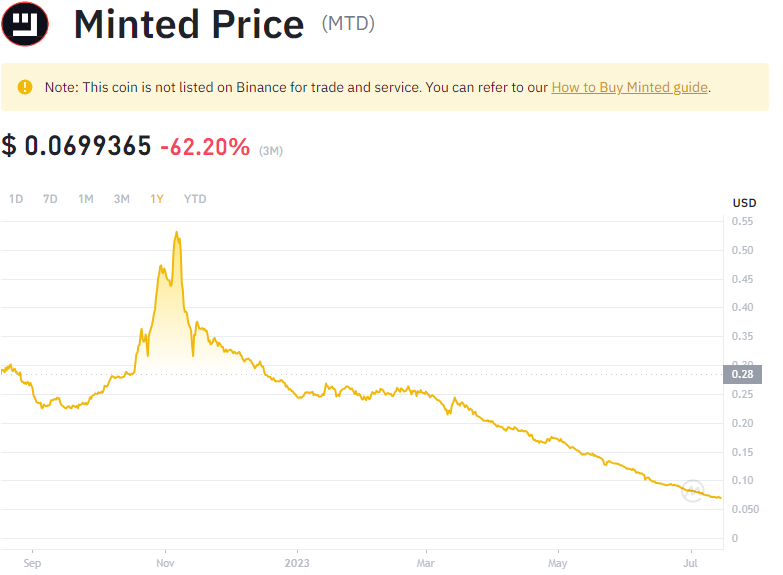 Minted Price (MTD)
Note: This coin is not listed on Binance for trade and service. You can refer to our How to Buy Minted guide.
$ 0.0699365 -62.20% (3M)
1D 7D 1M 3M 1Y YTD
USD
0.55
0.50
0.45
0.40
0.35
0.30
0.28
0.25
0.20
0.15
0.10
0.050
0
Sep Nov 2023 Mar May Jul